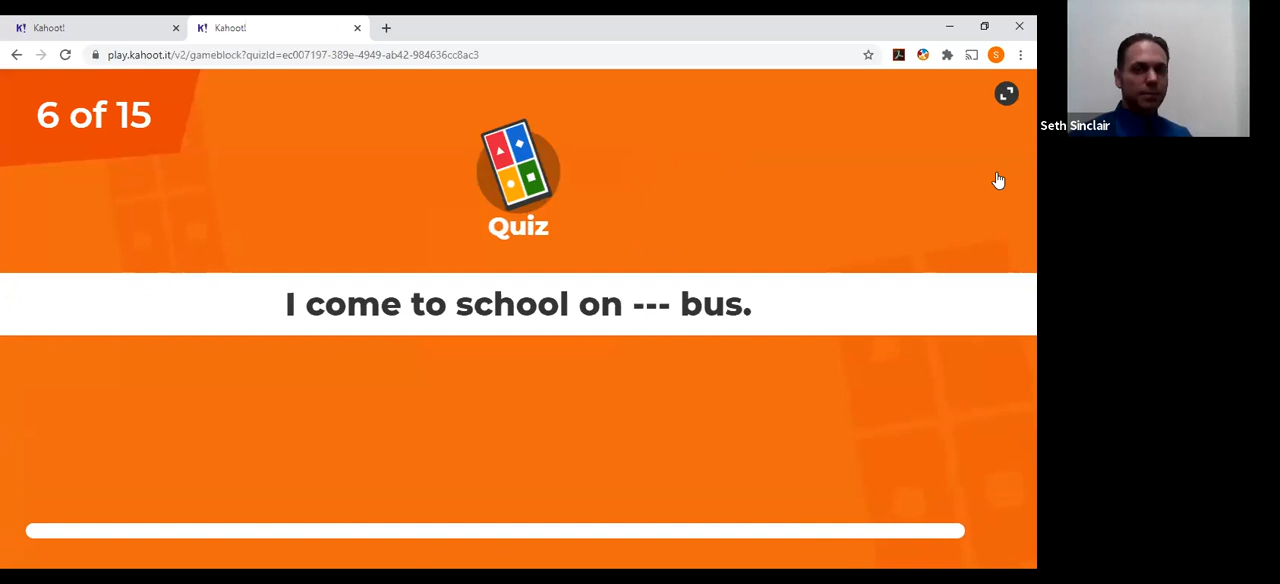 K! Kahoot!
K! Kahoot!
play.kahoot.it/v2/gameblock?quizId=ec007197-389e-4949-ab42-984636cc8ac3
S
6 of 15
Quiz
I come to school on --- bus.
Seth Sinclair